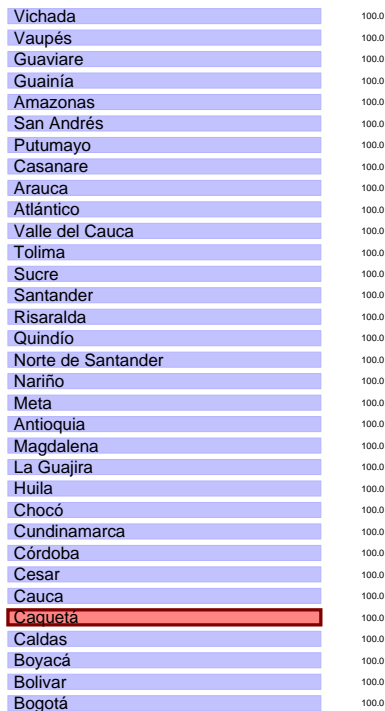 Vichada 100.0
Vaupés 100.0
Guaviare 100.0
Guainía 100.0
Amazonas 100.0
San Andrés 100.0
Putumayo 100.0
Casanare 100.0
Arauca 100.0
Atlántico 100.0
Valle del Cauca 100.0
Tolima 100.0
Sucre 100.0
Santander 100.0
Risaralda 100.0
Quindío 100.0
Norte de Santander 100.0
Nariño 100.0
Meta 100.0
Antioquia 100.0
Magdalena 100.0
La Guajira 100.0
Huila 100.0
Chocó 100.0
Cundinamarca 100.0
Córdoba 100.0
Cesar 100.0
Cauca 100.0
Caquetá 100.0
Caldas 100.0
Boyacá 100.0
Bolivar 100.0
Bogotá 100.0